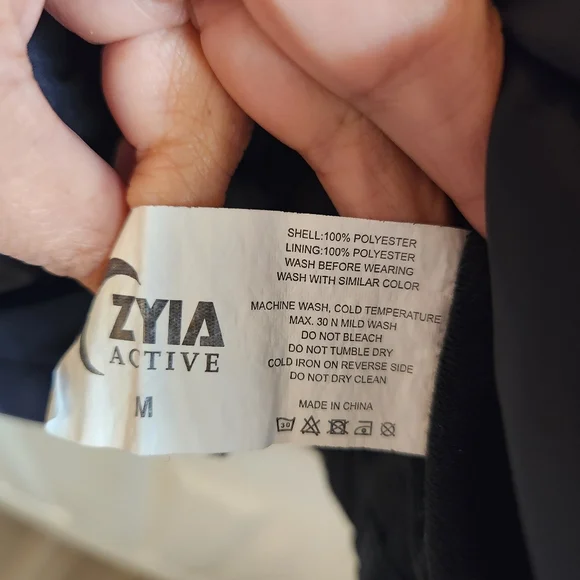 ZYIA
ACTIVE
M
SHELL:100% POLYESTER
LINING:100% POLYESTER
WASH BEFORE WEARING
WASH WITH SIMILAR COLOR
MACHINE WASH, COLD TEMPERATURE
MAX. 30 N MILD WASH
DO NOT BLEACH
DO NOT TUMBLE DRY
COLD IRON ON REVERSE SIDE
DO NOT DRY CLEAN
MADE IN CHINA
30